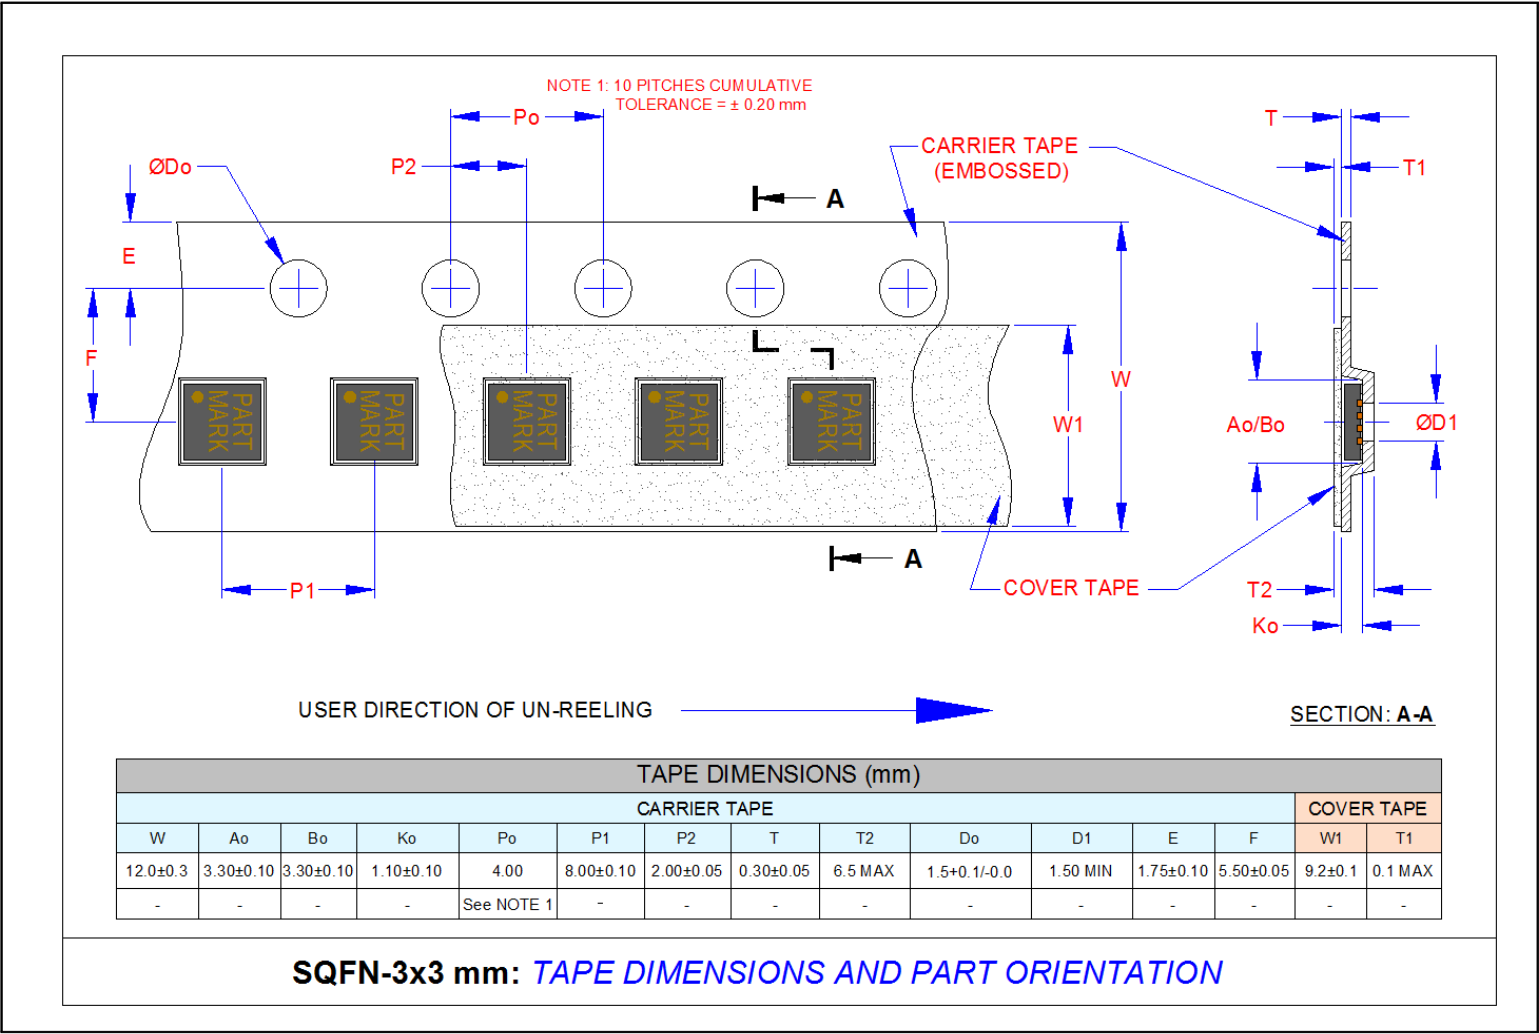 NOTE 1: 10 PITCHES CUMULATIVE
TOLERANCE = ± 0.20 mm
Po
T
P2
ØDo
CARRIER TAPE
(EMBOSSED)
T1
A
E
F
W
W1
Ao/Bo
ØD1
PART
MARK
PART
MARK
PART
MARK
PART
MARK
PART
MARK
A
P1
COVER TAPE
T2
Ko
USER DIRECTION OF UN-REELING
SECTION: A-A
TAPE DIMENSIONS (mm)
CARRIER TAPE COVER TAPE
W Ao Bo Ko Po P1 P2 T T2 Do D1 E F W1 T1
12.0±0.3 3.30±0.10 3.30±0.10 1.10±0.10 4.00 8.00±0.10 2.00±0.05 0.30±0.05 6.5 MAX 1.5+0.1/-0.0 1.50 MIN 1.75±0.10 5.50±0.05 9.2±0.1 0.1 MAX
- - - - See NOTE 1 - - - - - - - - - -
SQFN-3x3 mm: TAPE DIMENSIONS AND PART ORIENTATION